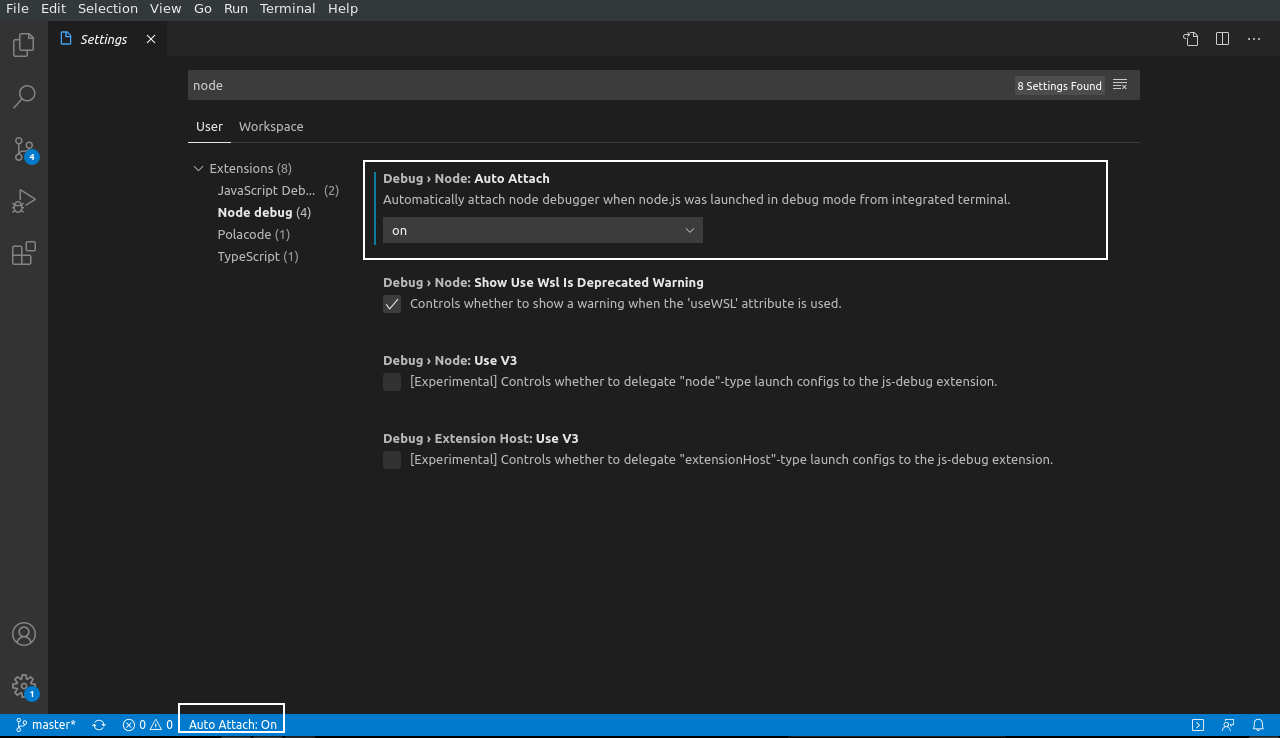 File Edit Selection View Go Run Terminal Help
Settings
node
8 Settings Found
User Workspace
Extensions (8)
JavaScript Deb... (2)
Node debug (4)
Polacode (1)
TypeScript (1)
Debug › Node: Auto Attach
Automatically attach node debugger when node.js was launched in debug mode from integrated terminal.
on
Debug › Node: Show Use Wsl Is Deprecated Warning
Controls whether to show a warning when the 'useWSL' attribute is used.
Debug › Node: Use V3
[Experimental] Controls whether to delegate "node"-type launch configs to the js-debug extension.
Debug › Extension Host: Use V3
[Experimental] Controls whether to delegate "extensionHost"-type launch configs to the js-debug extension.
4
1
master* 0 0 Auto Attach: On